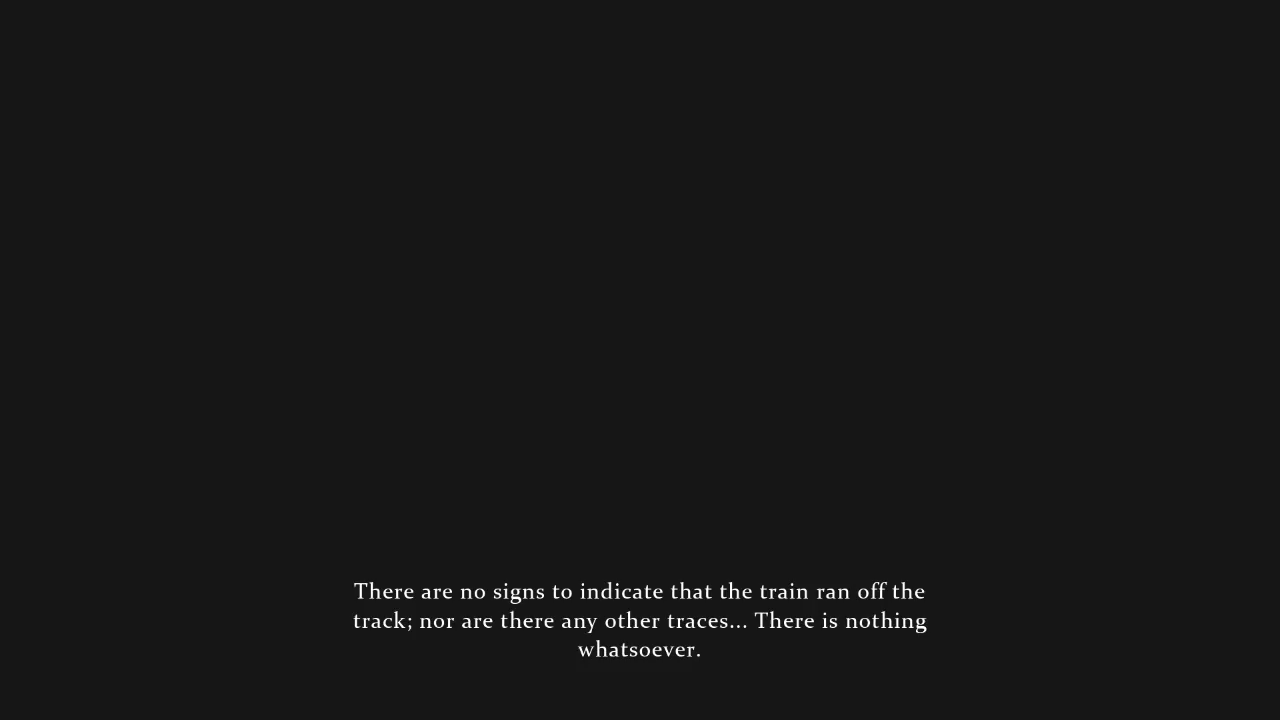 There are no signs to indicate that the train ran off the
track; nor are there any other traces... There is nothing
whatsoever.